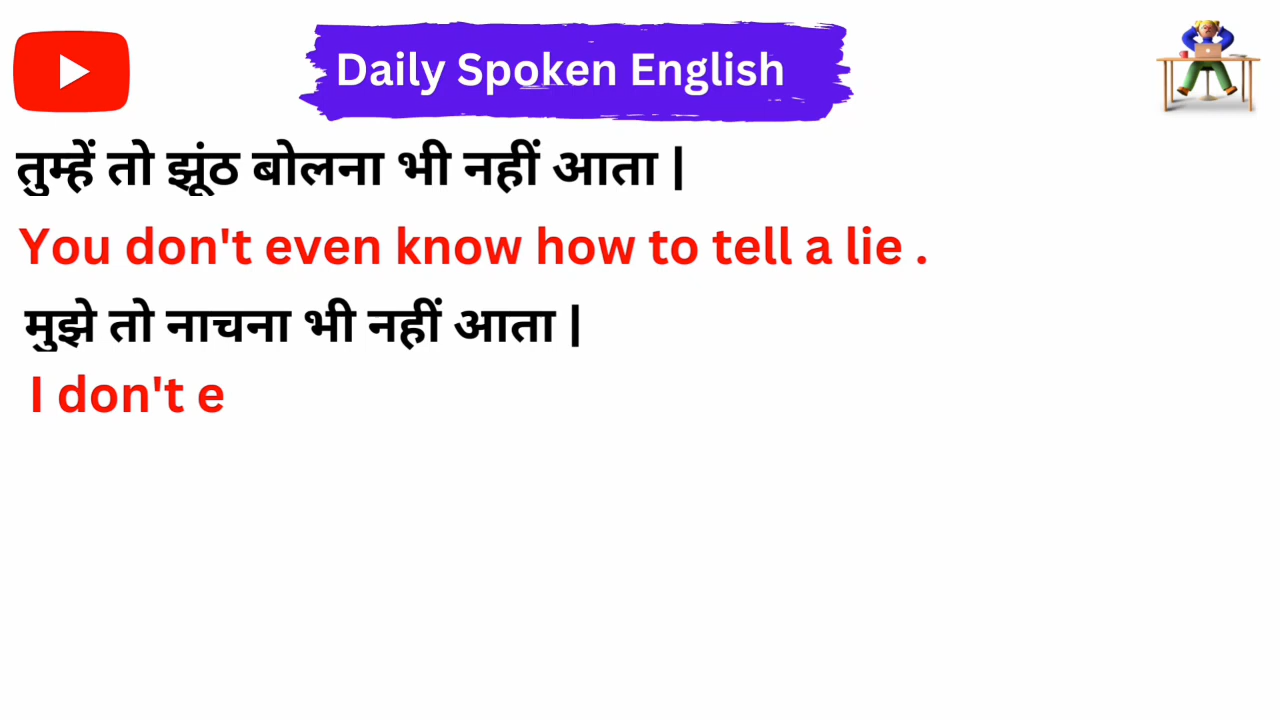 Daily Spoken English
तुम्हें तो झूंठ बोलना भी नहीं आता |
You don't even know how to tell a lie .
मुझे तो नाचना भी नहीं आता |
I don't e